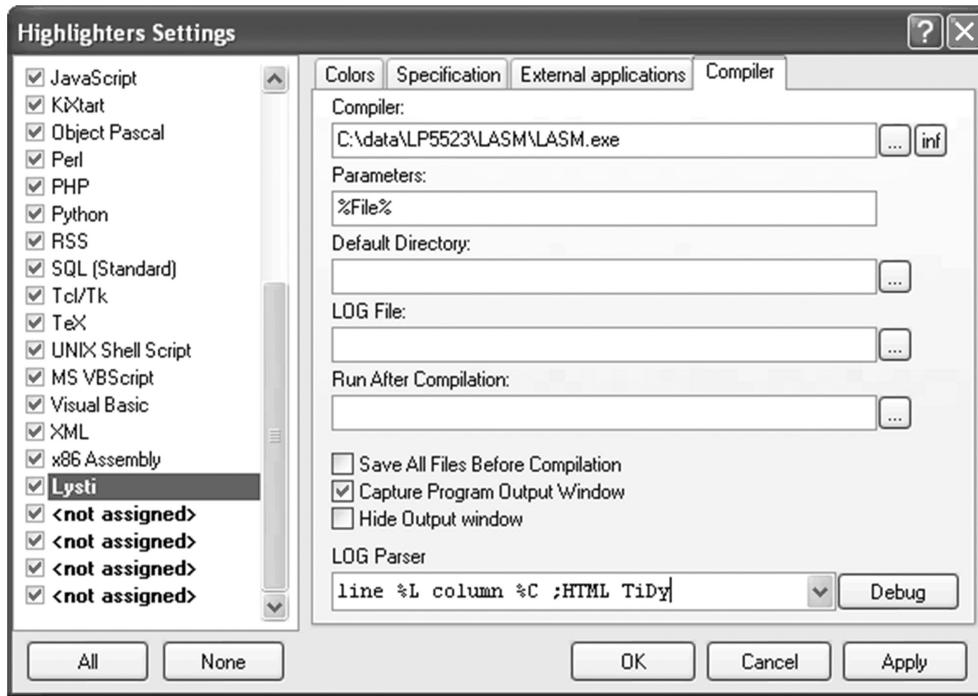 Highlighters Settings
JavaScript
KiXtart
Object Pascal
Perl
PHP
Python
RSS
SQL (Standard)
Tcl/Tk
TeX
UNIX Shell Script
MS VBScript
Visual Basic
XML
x86 Assembly
Lysti
<not assigned>
<not assigned>
<not assigned>
<not assigned>
All None
Colors Specification External applications Compiler
Compiler:
C:\data\LP5523\LASM\LASM.exe ... inf
Parameters:
%File%
Default Directory:
...
LOG File:
...
Run After Compilation:
...
Save All Files Before Compilation
Capture Program Output Window
Hide Output window
LOG Parser
line %L column %C ;HTML TiDy Debug
OK Cancel Apply